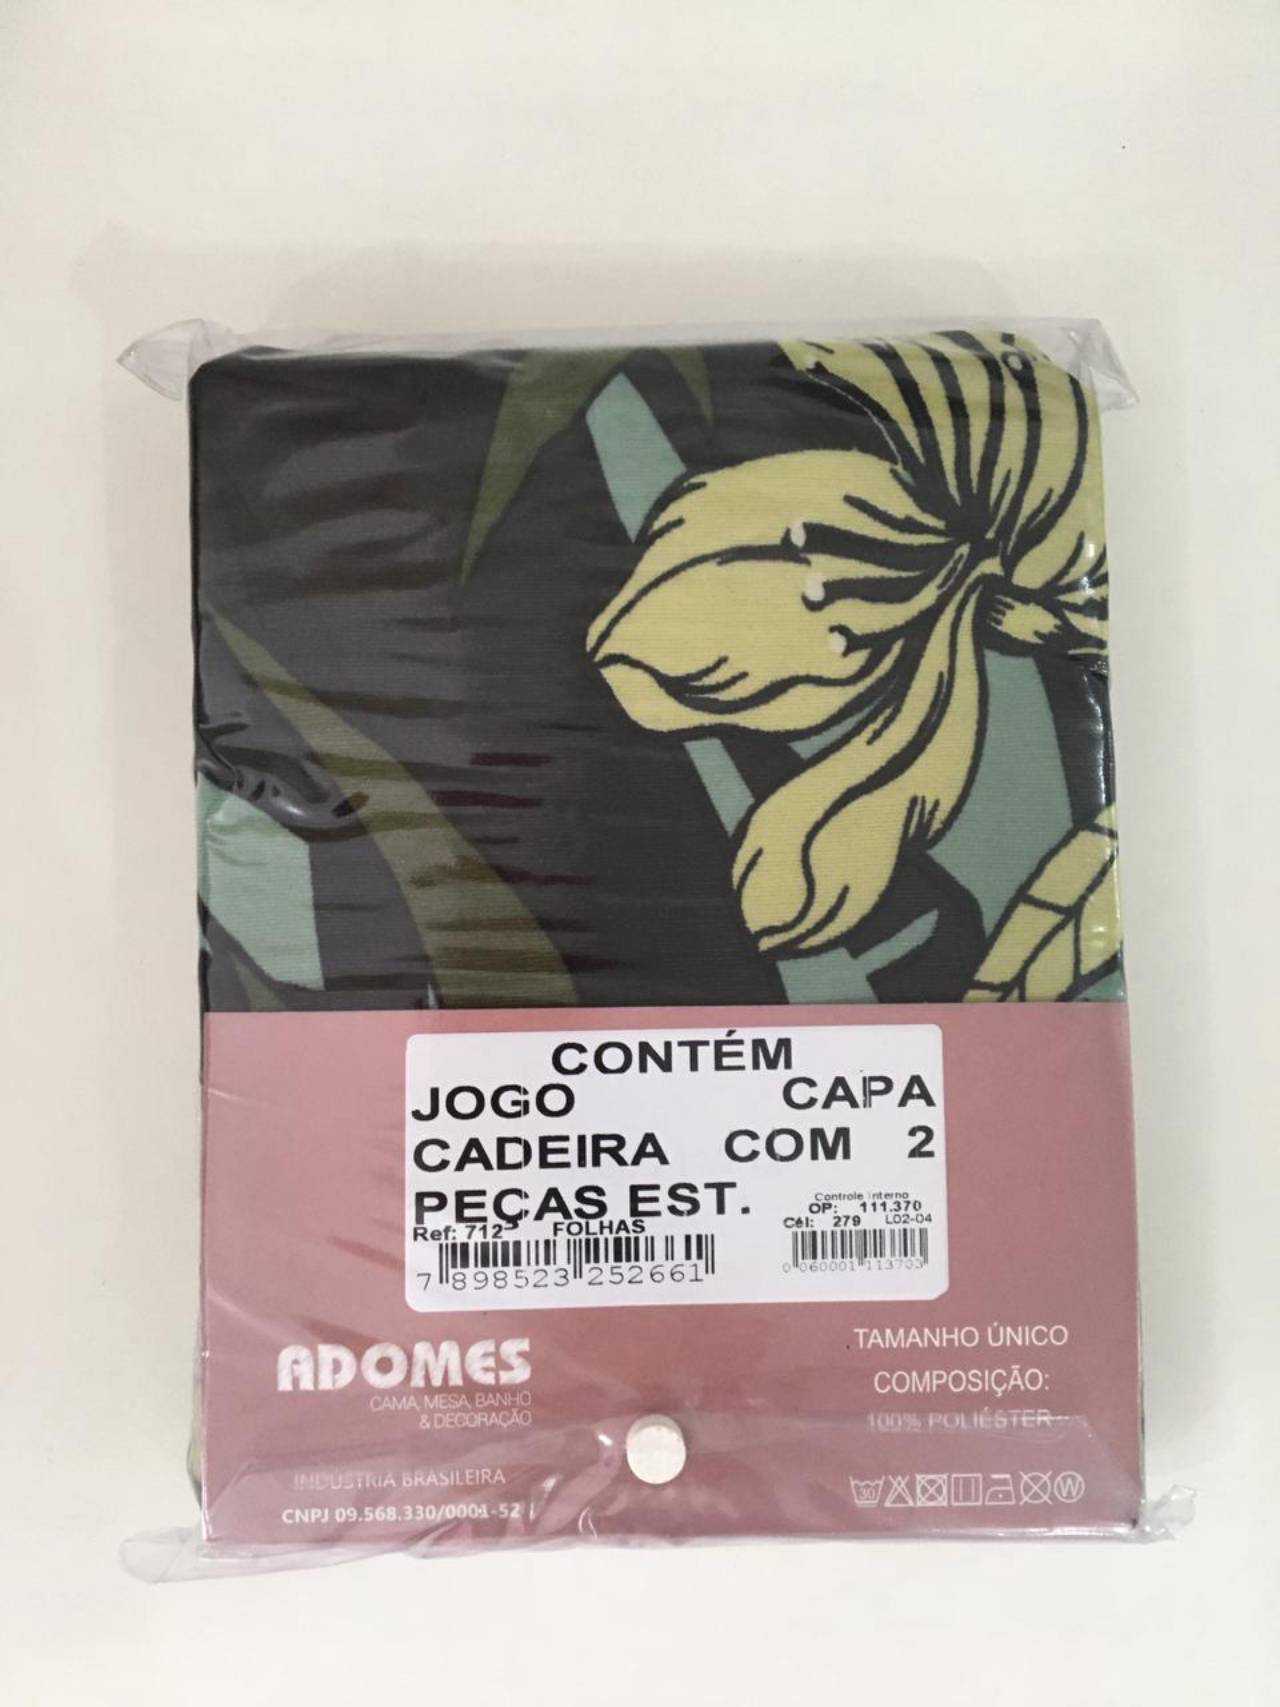 CONTÉM
JOGO CAPA
CADEIRA COM 2
PEÇAS EST.
Controle Interno
OP: 111.370
Cél: 279 L02-04
Ref: 712 FOLHAS
7 898523 252661
0 060001 113703
ADOMES
CAMA, MESA, BANHO
& DECORAÇÃO
INDUSTRIA BRASILEIRA
CNPJ 09.568.330/0001-52
TAMANHO ÚNICO
COMPOSIÇÃO:
100% POLIÉSTER
30 W